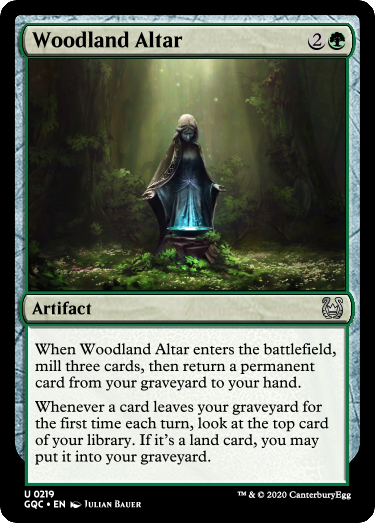 Woodland Altar 2
Artifact
When Woodland Altar enters the battlefield,
mill three cards, then return a permanent
card from your graveyard to your hand.
Whenever a card leaves your graveyard for
the first time each turn, look at the top card
of your library. If it's a land card, you may
put it into your graveyard.
U 0219
GQC • EN JULIAN BAUER
™ & © 2020 CanterburyEgg